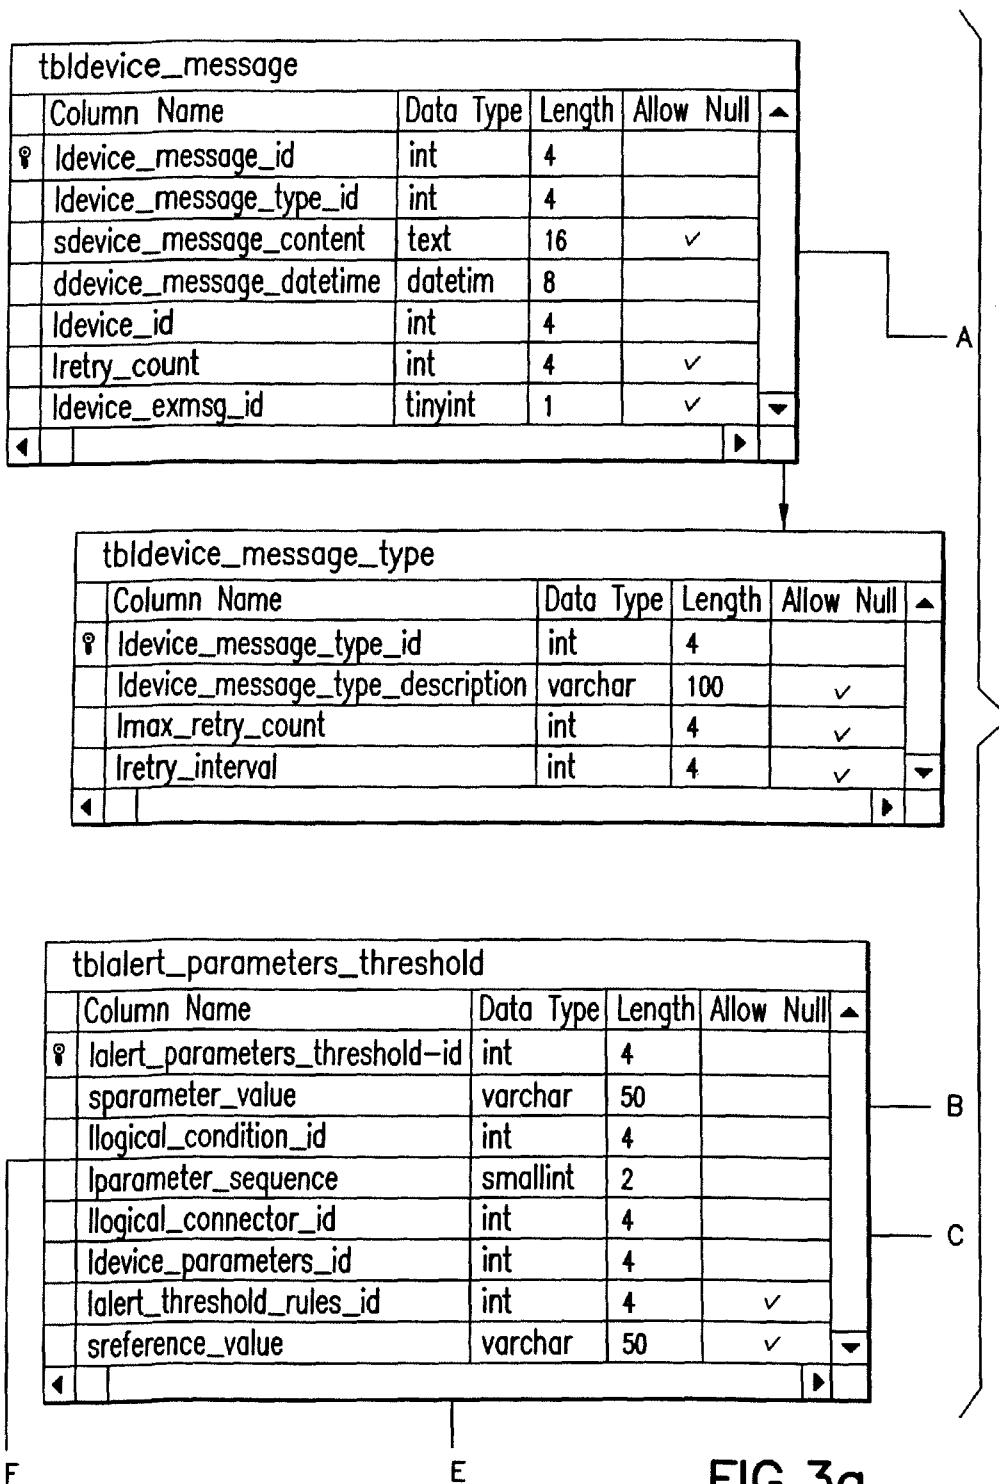 tbldevice_message
Column Name Data Type Length Allow Null
ldevice_message_id int 4
ldevice_message_type_id int 4
sdevice_message_content text 16 ✓
ddevice_message_datetime datetim 8
ldevice_id int 4
lretry_count int 4 ✓
ldevice_exmsg_id tinyint 1 ✓
A
tbldevice_message_type
Column Name Data Type Length Allow Null
ldevice_message_type_id int 4
ldevice_message_type_description varchar 100 ✓
lmax_retry_count int 4 ✓
lretry_interval int 4 ✓
tblalert_parameters_threshold
Column Name Data Type Length Allow Null
lalert_parameters_threshold-id int 4
sparameter_value varchar 50
B
llogical_condition_id int 4
lparameter_sequence smallint 2
llogical_connector_id int 4
C
ldevice_parameters_id int 4
lalert_threshold_rules_id int 4 ✓
sreference_value varchar 50 ✓
F E
FIG. 3a